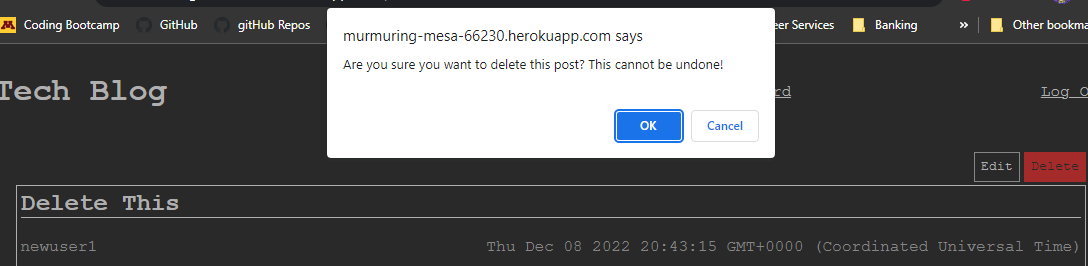 Coding Bootcamp GitHub gitHub Repos
Services Banking » Other bookma
murmuring-mesa-66230.herokuapp.com says
Are you sure you want to delete this post? This cannot be undone!
OK Cancel
Tech Blog
Log O
Edit Delete
Delete This
newuser1 Thu Dec 08 2022 20:43:15 GMT+0000 (Coordinated Universal Time)